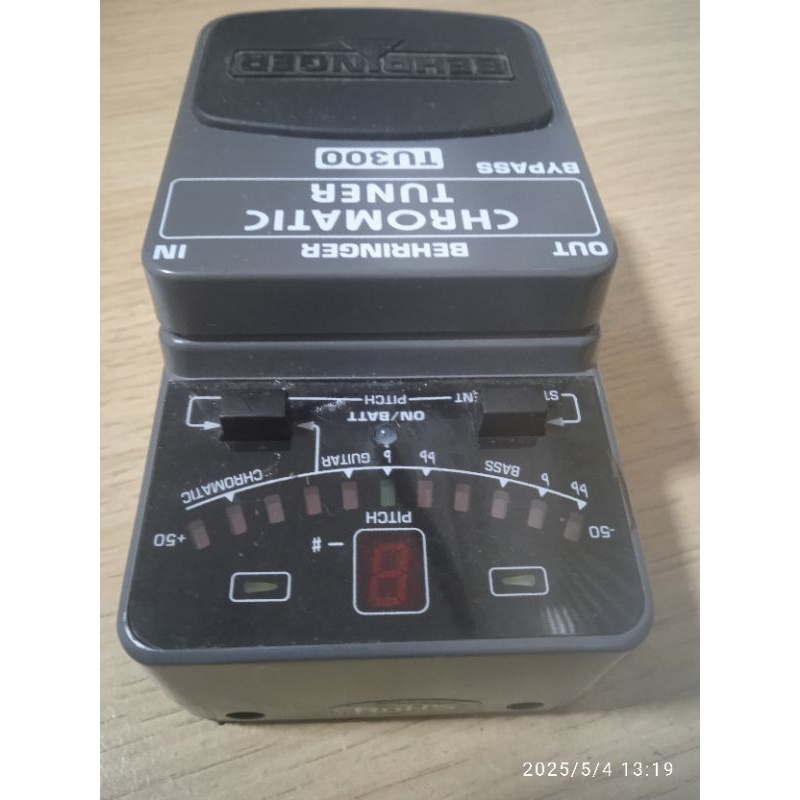 8 – #
-50 PITCH +50
♭♭ ♭ BASS ♭♭ ♭ GUITAR CHROMATIC
ON/BATT
PITCH
OUT BEHRINGER IN
CHROMATIC
TUNER
BYPASS TU300
BEHRINGER
2025/5/4 13:19